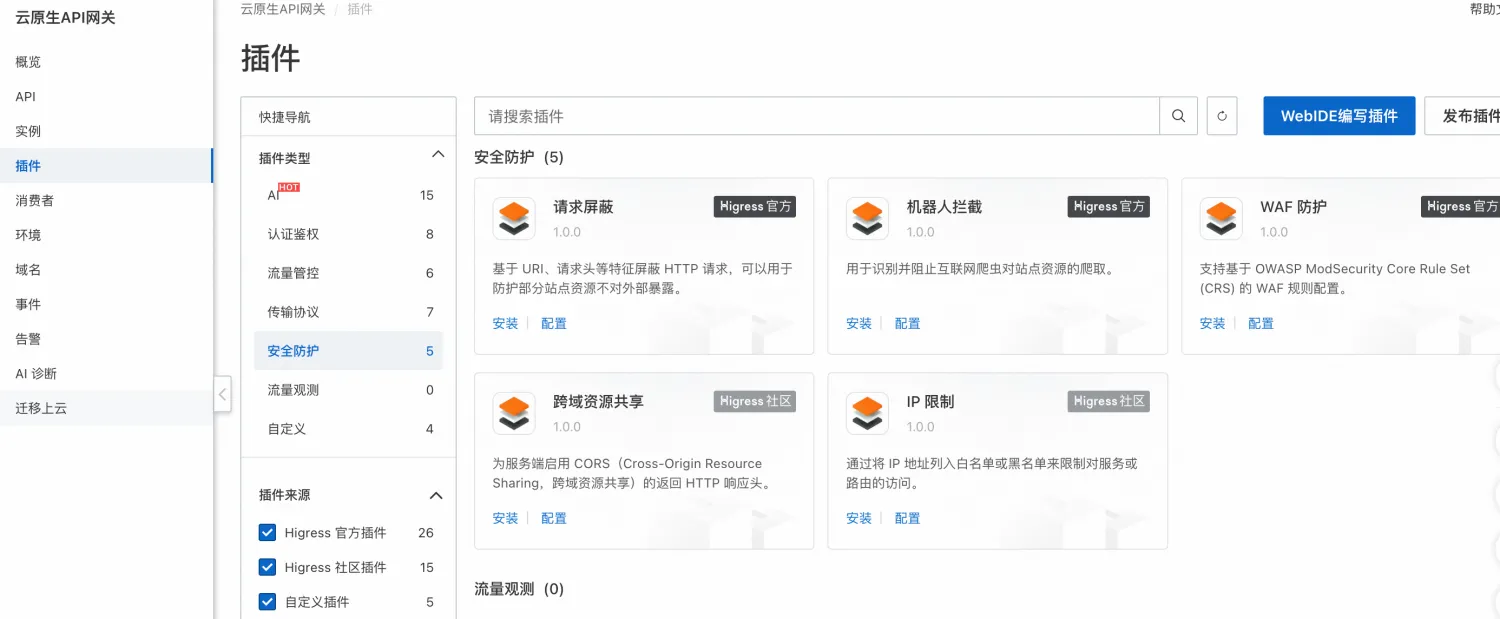 云原生API网关
概览
API
实例
插件
消费者
环境
域名
事件
告警
AI 诊断
迁移上云
云原生API网关 / 插件
帮助文
插件
快捷导航
插件类型
AI HOT 15
认证鉴权 8
流量管控 6
传输协议 7
安全防护 5
流量观测 0
自定义 4
插件来源
Higress 官方插件 26
Higress 社区插件 15
自定义插件 5
请搜索插件
WebIDE编写插件
发布插件
安全防护 (5)
请求屏蔽
Higress 官方
1.0.0
基于 URI、请求头等特征屏蔽 HTTP 请求，可以用于
防护部分站点资源不对外部暴露。
安装 配置
机器人拦截
Higress 官方
1.0.0
用于识别并阻止互联网爬虫对站点资源的爬取。
安装 配置
WAF 防护
Higress 官方
1.0.0
支持基于 OWASP ModSecurity Core Rule Set
(CRS) 的 WAF 规则配置。
安装 配置
跨域资源共享
Higress 社区
1.0.0
为服务端启用 CORS（Cross-Origin Resource
Sharing，跨域资源共享）的返回 HTTP 响应头。
安装 配置
IP 限制
Higress 社区
1.0.0
通过将 IP 地址列入白名单或黑名单来限制对服务或
路由的访问。
安装 配置
流量观测 (0)